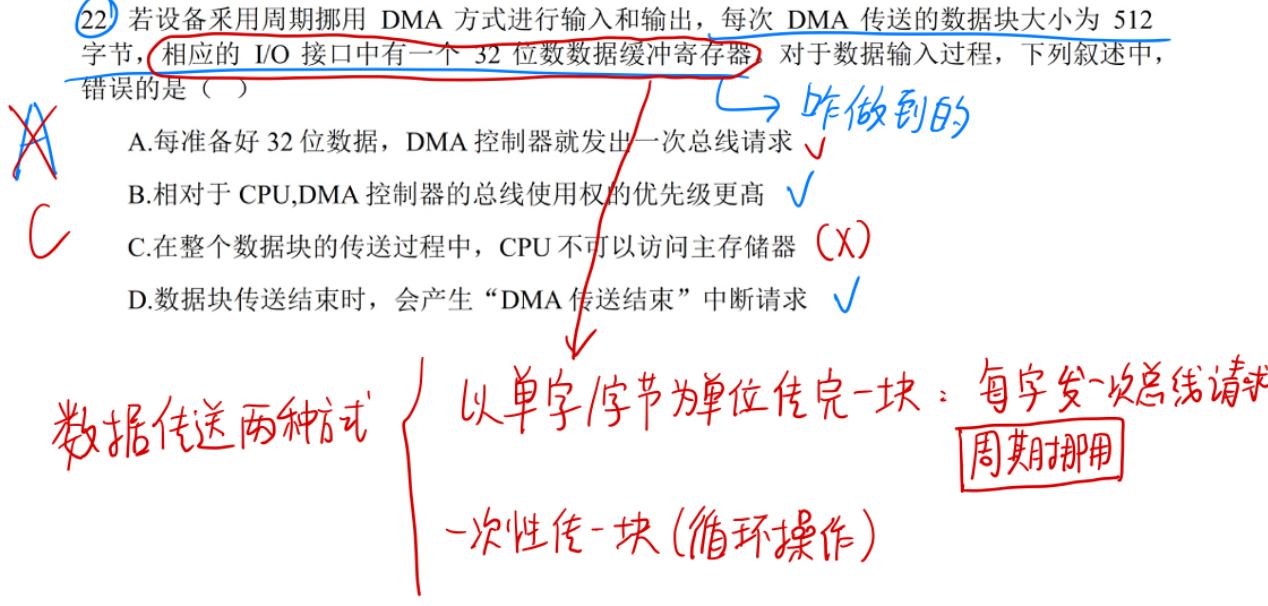 22. 若设备采用周期挪用 DMA 方式进行输入和输出，每次 DMA 传送的数据块大小为 512
字节，相应的 I/O 接口中有一个 32 位数数据缓冲寄存器。对于数据输入过程，下列叙述中，
错误的是（ ）
咋做到的
A
A.每准备好 32 位数据，DMA 控制器就发出一次总线请求 ✓
B.相对于 CPU,DMA 控制器的总线使用权的优先级更高 ✓
C
C.在整个数据块的传送过程中，CPU 不可以访问主存储器 (X)
D.数据块传送结束时，会产生“DMA 传送结束”中断请求 ✓
数据传送两种方式
以单字/字节为单位传完一块：每字发一次总线请求
周期挪用
一次性传一块(循环操作)